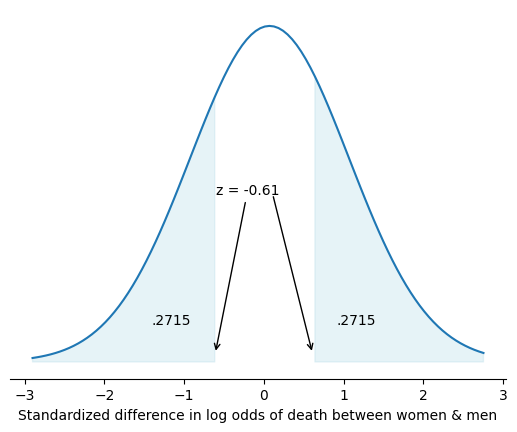 z = -0.61
.2715 .2715
−3 −2 −1 0 1 2 3
Standardized difference in log odds of death between women & men